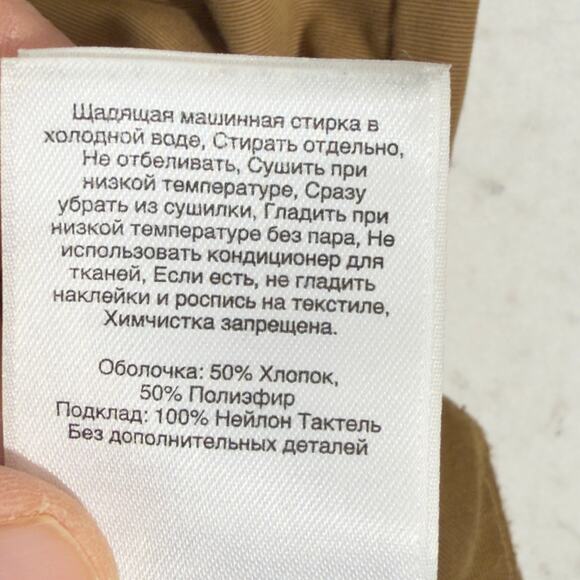 Щадящая машинная стирка в
холодной воде, Стирать отдельно,
Не отбеливать, Сушить при
низкой температуре, Сразу
убрать из сушилки, Гладить при
низкой температуре без пара, Не
использовать кондиционер для
тканей, Если есть, не гладить
наклейки и роспись на текстиле,
Химчистка запрещена.
Оболочка: 50% Хлопок,
50% Полиэфир
Подклад: 100% Нейлон Тактель
Без дополнительных деталей